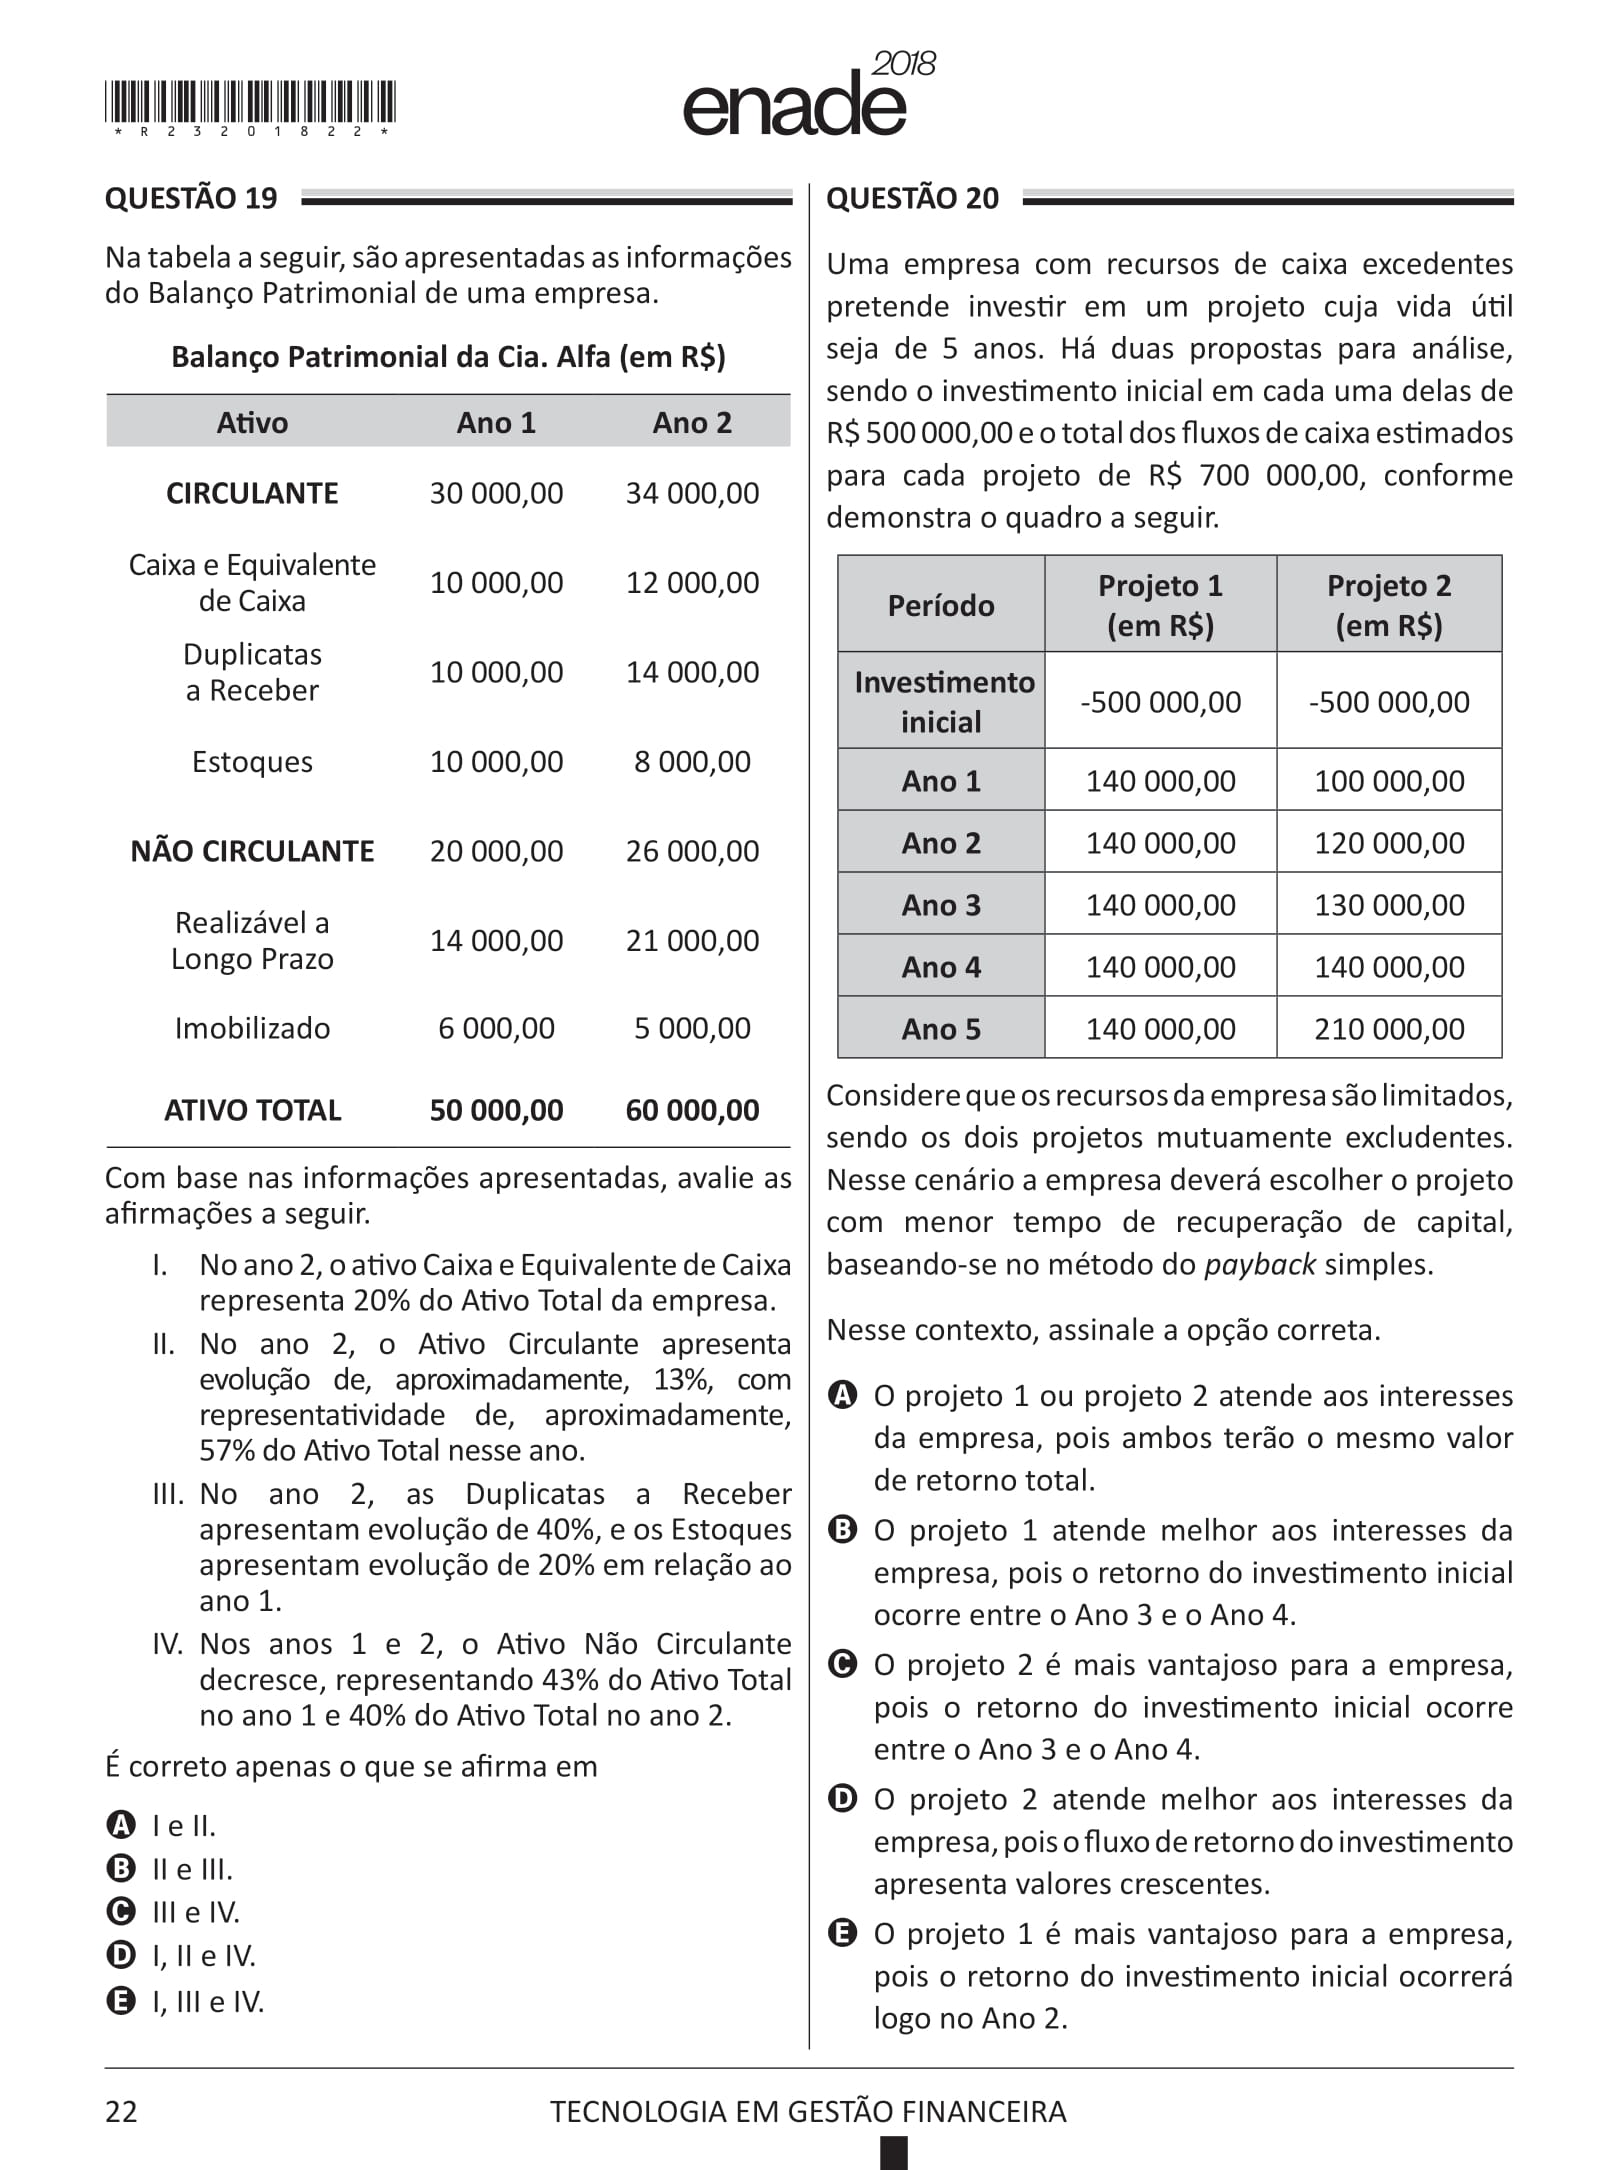 *R23201822*
enade 2018
QUESTÃO 19
Na tabela a seguir, são apresentadas as informações
do Balanço Patrimonial de uma empresa.
Balanço Patrimonial da Cia. Alfa (em R$)
Ativo Ano 1 Ano 2
CIRCULANTE 30 000,00 34 000,00
Caixa e Equivalente
de Caixa 10 000,00 12 000,00
Duplicatas
a Receber 10 000,00 14 000,00
Estoques 10 000,00 8 000,00
NÃO CIRCULANTE 20 000,00 26 000,00
Realizável a
Longo Prazo 14 000,00 21 000,00
Imobilizado 6 000,00 5 000,00
ATIVO TOTAL 50 000,00 60 000,00
Com base nas informações apresentadas, avalie as
afirmações a seguir.
I. No ano 2, o ativo Caixa e Equivalente de Caixa
representa 20% do Ativo Total da empresa.
II. No ano 2, o Ativo Circulante apresenta
evolução de, aproximadamente, 13%, com
representatividade de, aproximadamente,
57% do Ativo Total nesse ano.
III. No ano 2, as Duplicatas a Receber
apresentam evolução de 40%, e os Estoques
apresentam evolução de 20% em relação ao
ano 1.
IV. Nos anos 1 e 2, o Ativo Não Circulante
decresce, representando 43% do Ativo Total
no ano 1 e 40% do Ativo Total no ano 2.
É correto apenas o que se afirma em
A I e II.
B II e III.
C III e IV.
D I, II e IV.
E I, III e IV.
QUESTÃO 20
Uma empresa com recursos de caixa excedentes
pretende investir em um projeto cuja vida útil
seja de 5 anos. Há duas propostas para análise,
sendo o investimento inicial em cada uma delas de
R$ 500 000,00 e o total dos fluxos de caixa estimados
para cada projeto de R$ 700 000,00, conforme
demonstra o quadro a seguir.
Período Projeto 1 (em R$) Projeto 2 (em R$)
Investimento
inicial -500 000,00 -500 000,00
Ano 1 140 000,00 100 000,00
Ano 2 140 000,00 120 000,00
Ano 3 140 000,00 130 000,00
Ano 4 140 000,00 140 000,00
Ano 5 140 000,00 210 000,00
Considere que os recursos da empresa são limitados,
sendo os dois projetos mutuamente excludentes.
Nesse cenário a empresa deverá escolher o projeto
com menor tempo de recuperação de capital,
baseando-se no método do payback simples.
Nesse contexto, assinale a opção correta.
A O projeto 1 ou projeto 2 atende aos interesses
da empresa, pois ambos terão o mesmo valor
de retorno total.
B O projeto 1 atende melhor aos interesses da
empresa, pois o retorno do investimento inicial
ocorre entre o Ano 3 e o Ano 4.
C O projeto 2 é mais vantajoso para a empresa,
pois o retorno do investimento inicial ocorre
entre o Ano 3 e o Ano 4.
D O projeto 2 atende melhor aos interesses da
empresa, pois o fluxo de retorno do investimento
apresenta valores crescentes.
E O projeto 1 é mais vantajoso para a empresa,
pois o retorno do investimento inicial ocorrerá
logo no Ano 2.
22
TECNOLOGIA EM GESTÃO FINANCEIRA